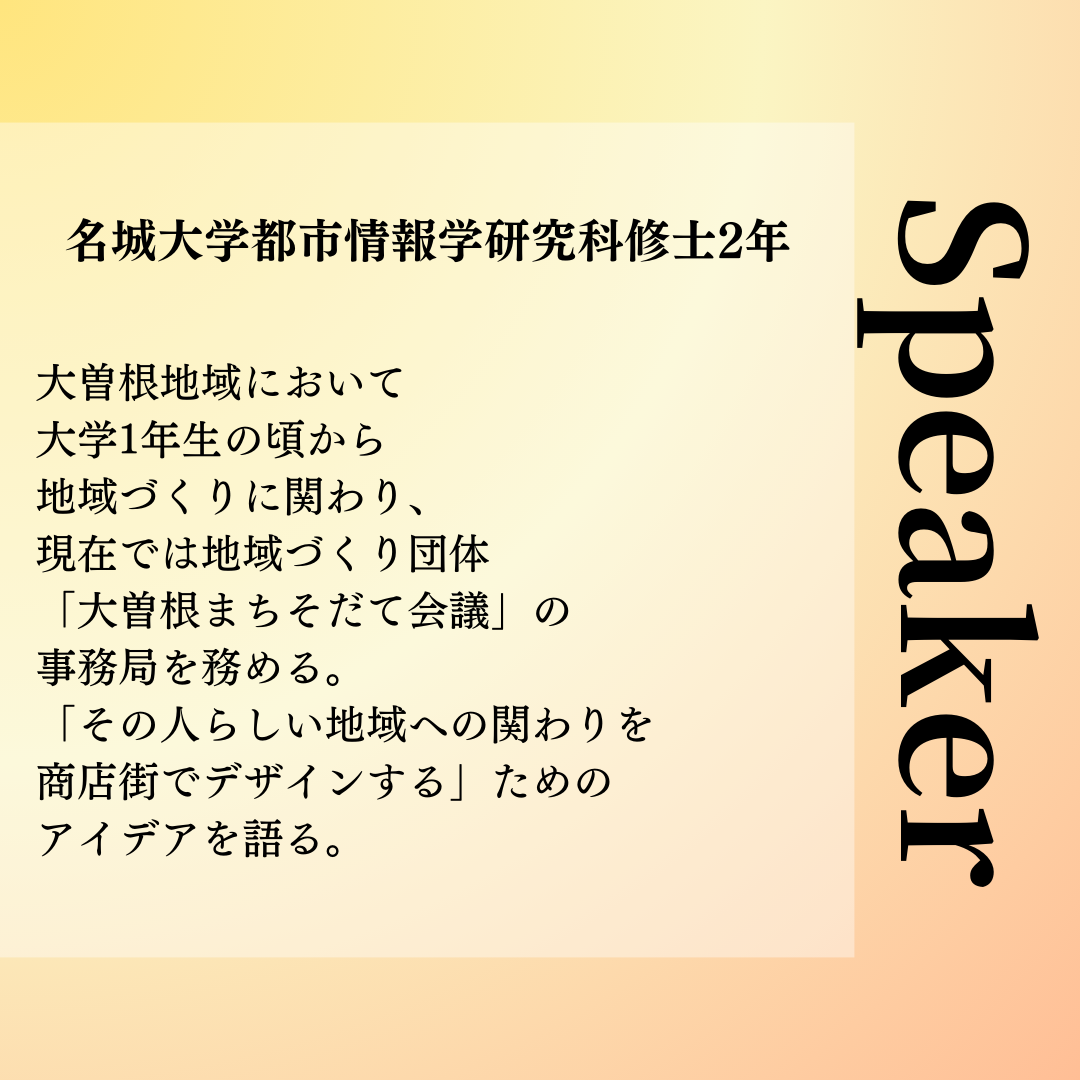 名城大学都市情報学研究科修士2年
大曽根地域において
大学1年生の頃から
地域づくりに関わり、
現在では地域づくり団体
「大曽根まちそだて会議」の
事務局を務める。
「その人らしい地域への関わりを
商店街でデザインする」ための
アイデアを語る。
Speaker